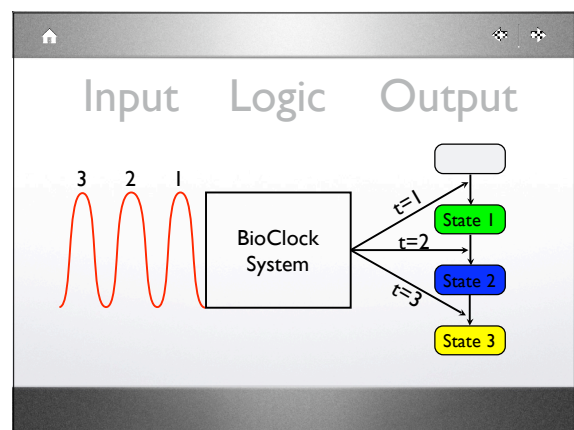 Input Logic Output
3 2 1
BioClock
System
t=1
t=2
t=3
State 1
State 2
State 3